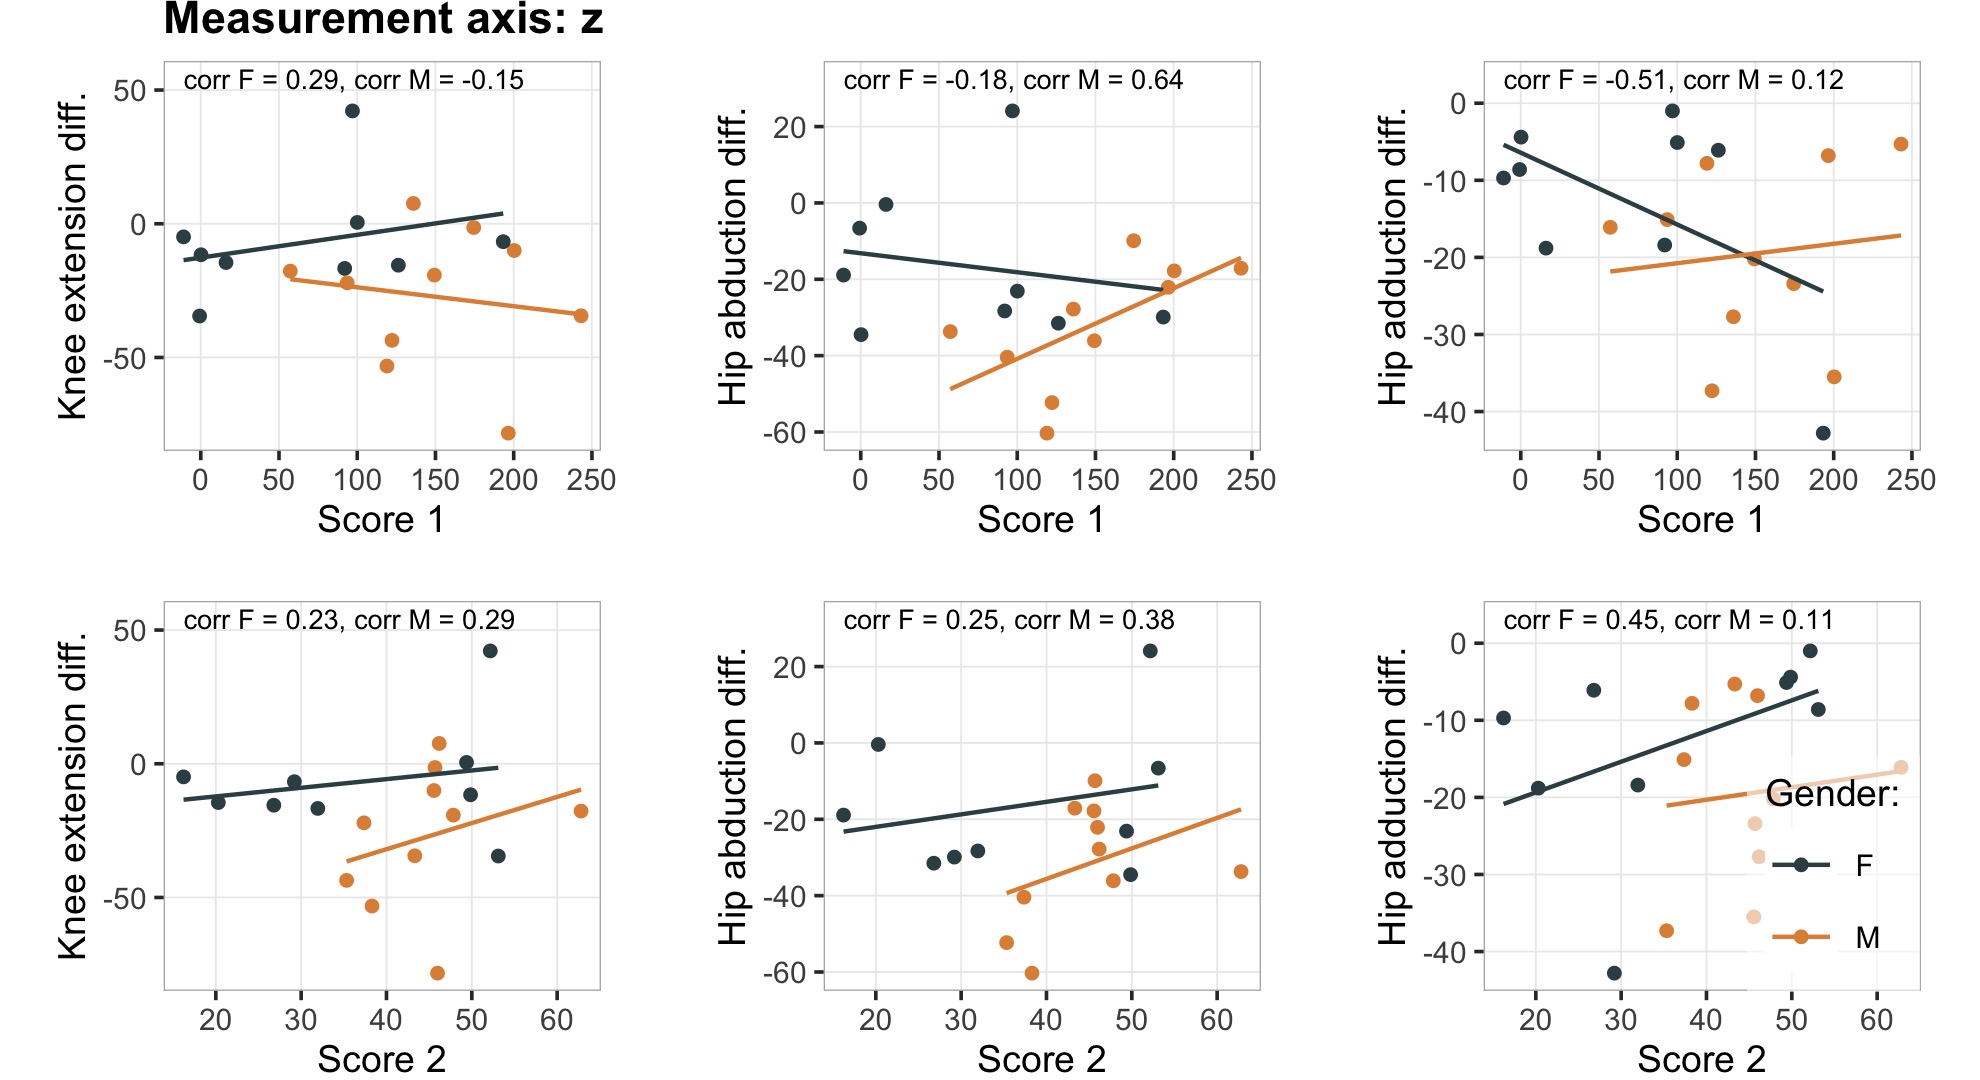 Measurement axis: z
corr F = 0.29, corr M = -0.15
50
0
-50
Knee extension diff.
0 50 100 150 200 250
Score 1
corr F = -0.18, corr M = 0.64
20
0
-20
-40
-60
Hip abduction diff.
0 50 100 150 200 250
Score 1
corr F = -0.51, corr M = 0.12
0
-10
-20
-30
-40
Hip adduction diff.
0 50 100 150 200 250
Score 1
corr F = 0.23, corr M = 0.29
50
0
-50
Knee extension diff.
20 30 40 50 60
Score 2
corr F = 0.25, corr M = 0.38
20
0
-20
-40
-60
Hip abduction diff.
20 30 40 50 60
Score 2
corr F = 0.45, corr M = 0.11
0
-10
-20
-30
-40
Hip adduction diff.
Gender:
F
M
20 30 40 50 60
Score 2